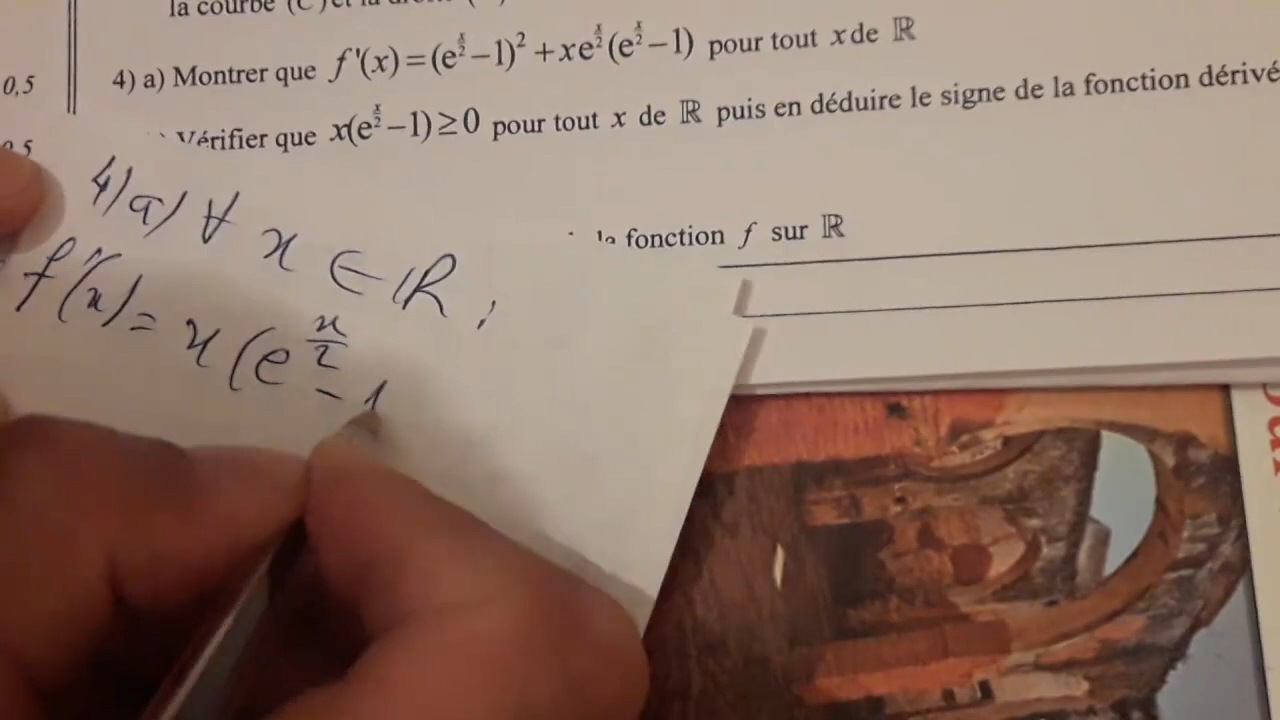 la courbe (C) et la
4) a) Montrer que f'(x) = (e^{x/2} − 1)² + xe^{x/2}(e^{x/2} − 1) pour tout x de ℝ
0,5
Vérifier que x(e^{x/2} − 1) ≥ 0 pour tout x de ℝ puis en déduire le signe de la fonction dérivé
4) a) ∀ x ∈ ℝ ;
fonction f sur ℝ
f'(x) = x (e^{x/2} − 1